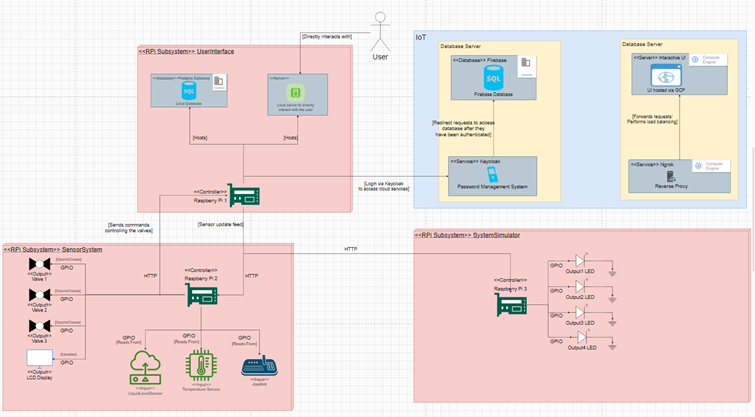 [Directly interacts with]
User
<<RPi Subsystem>> UserInterface
<<Database>> Postgres Database
Local Database
<<Server>>
Local server to directly
interact with the user
[Hosts]
[Hosts]
<<Controller>>
Raspberry Pi 1
[Login via Keycloak
to access cloud services]
[Sends commands
controlling the valves]
[Sensor update feed]
IoT
Database Server
<<Database>> Firebase
Firebase Database
[Redirect requests to access
database after they
have been authenticated]
<<Service>> Keycloak
Password Management System
Database Server
<<Server>> Interactive UI
Compute
Engine
UI hosted via GCP
[Forwards requests/
Performs load balancing]
<<Service>> Ngrok
Compute
Engine
Reverse Proxy
<<RPi Subsystem>> SensorSystem
[Opens/Closes]
GPIO
<<Output>>
Valve 1
[Opens/Closes]
GPIO
<<Output>>
Valve 2
[Opens/Closes]
GPIO
<<Output>>
Valve 3
[Updates]
GPIO
<<Output>>
LCD Display
HTTP
<<Controller>>
Raspberry Pi 2
HTTP
HTTP
GPIO
[Reads From]
GPIO
[Reads From]
GPIO
[Reads From]
<<Input>>
LiquidLevelSensor
<<Input>>
Temperature Sensor
<<Input>>
Joystick
<<RPi Subsystem>> SystemSimulator
<<Controller>>
Raspberry Pi 3
GPIO
Output1 LED
GPIO
Output2 LED
GPIO
Output3 LED
GPIO
Output4 LED